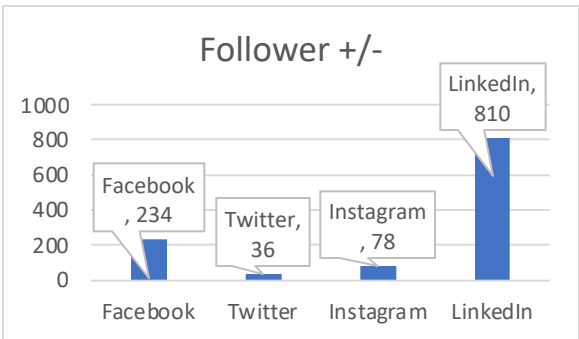 Follower +/-
1000
800
600
400
200
0
Facebook
, 234
Twitter,
36
Instagram
, 78
LinkedIn,
810
Facebook
Twitter
Instagram
LinkedIn